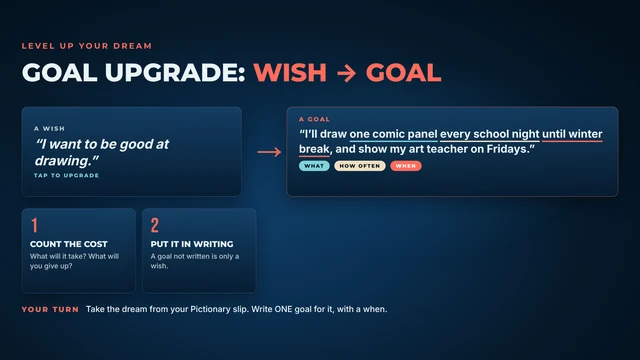 LEVEL UP YOUR DREAM
GOAL UPGRADE: WISH → GOAL
A WISH
“I want to be good at
drawing.”
TAP TO UPGRADE
→
A GOAL
“I’ll draw one comic panel every school night until winter
break, and show my art teacher on Fridays.”
WHAT HOW OFTEN WHEN
1
COUNT THE COST
What will it take? What will
you give up?
2
PUT IT IN WRITING
A goal not written is only a
wish.
YOUR TURN Take the dream from your Pictionary slip. Write ONE goal for it, with a when.